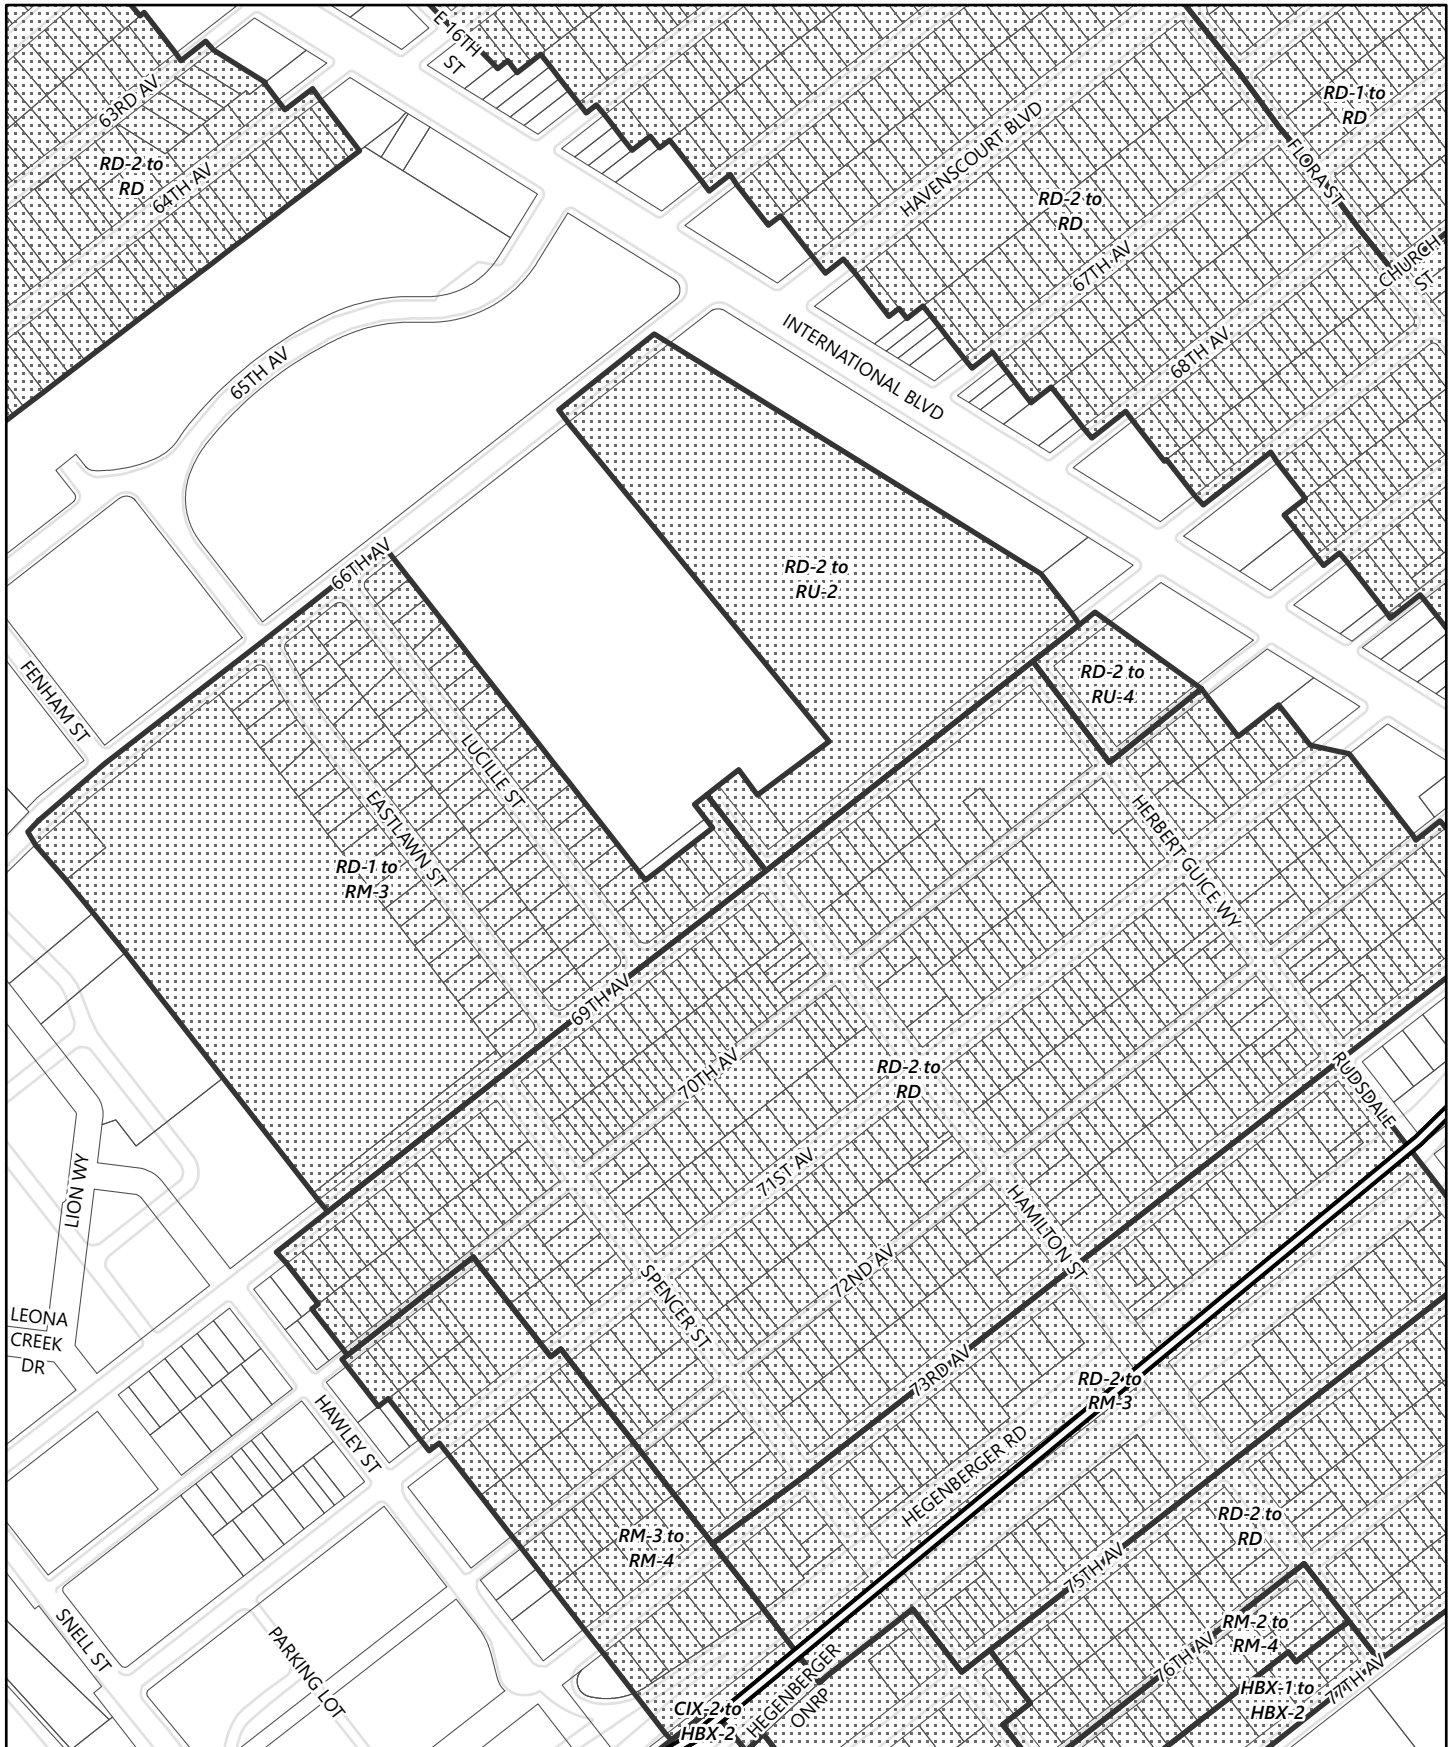 E 16TH
ST
63RD AV
RD-1 to
RD
RD-2 to
RD
64TH AV
HAVENSCOURT BLVD
FLORA ST
RD-2 to
RD
67TH AV
CHURCH
ST
INTERNATIONAL BLVD
68TH AV
65TH AV
66TH AV
RD-2 to
RU-2
FENHAM ST
RD-2 to
RU-4
LUCILLE ST
EASTLAWN ST
HERBERT GUICE WY
RD-1 to
RM-3
69TH AV
70TH AV
RD-2 to
RD
RUDSDALE
LION WY
71ST AV
HAMILTON ST
72ND AV
SPENCER ST
LEONA
CREEK
DR
73RD AV
RD-2 to
RM-3
HAWLEY ST
HEGENBERGER RD
RM-3 to
RM-4
RD-2 to
RD
75TH AV
SNELL ST
PARKING LOT
RM-2 to
RM-4
76TH AV
77TH AV
HBX-1 to
HBX-2
CIX-2 to
HBX-2
HEGENBERGER
ONRP